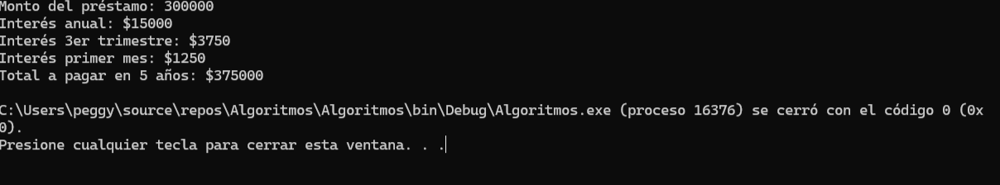 Monto del préstamo: 300000
Interés anual: $15000
Interés 3er trimestre: $3750
Interés primer mes: $1250
Total a pagar en 5 años: $375000
C:\Users\peggy\source\repos\Algoritmos\Algoritmos\bin\Debug\Algoritmos.exe (proceso 16376) se cerró con el código 0 (0x
0).
Presione cualquier tecla para cerrar esta ventana. . .